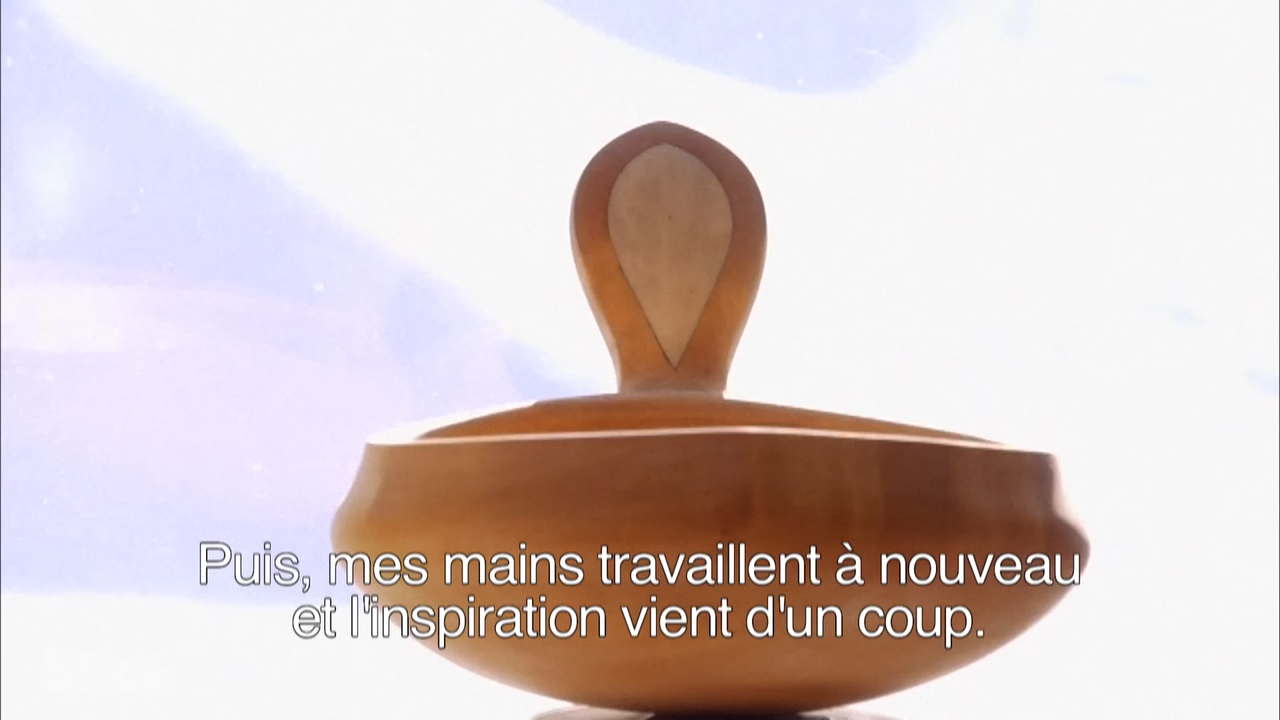 Puis, mes mains travaillent à nouveau
et l'inspiration vient d'un coup.